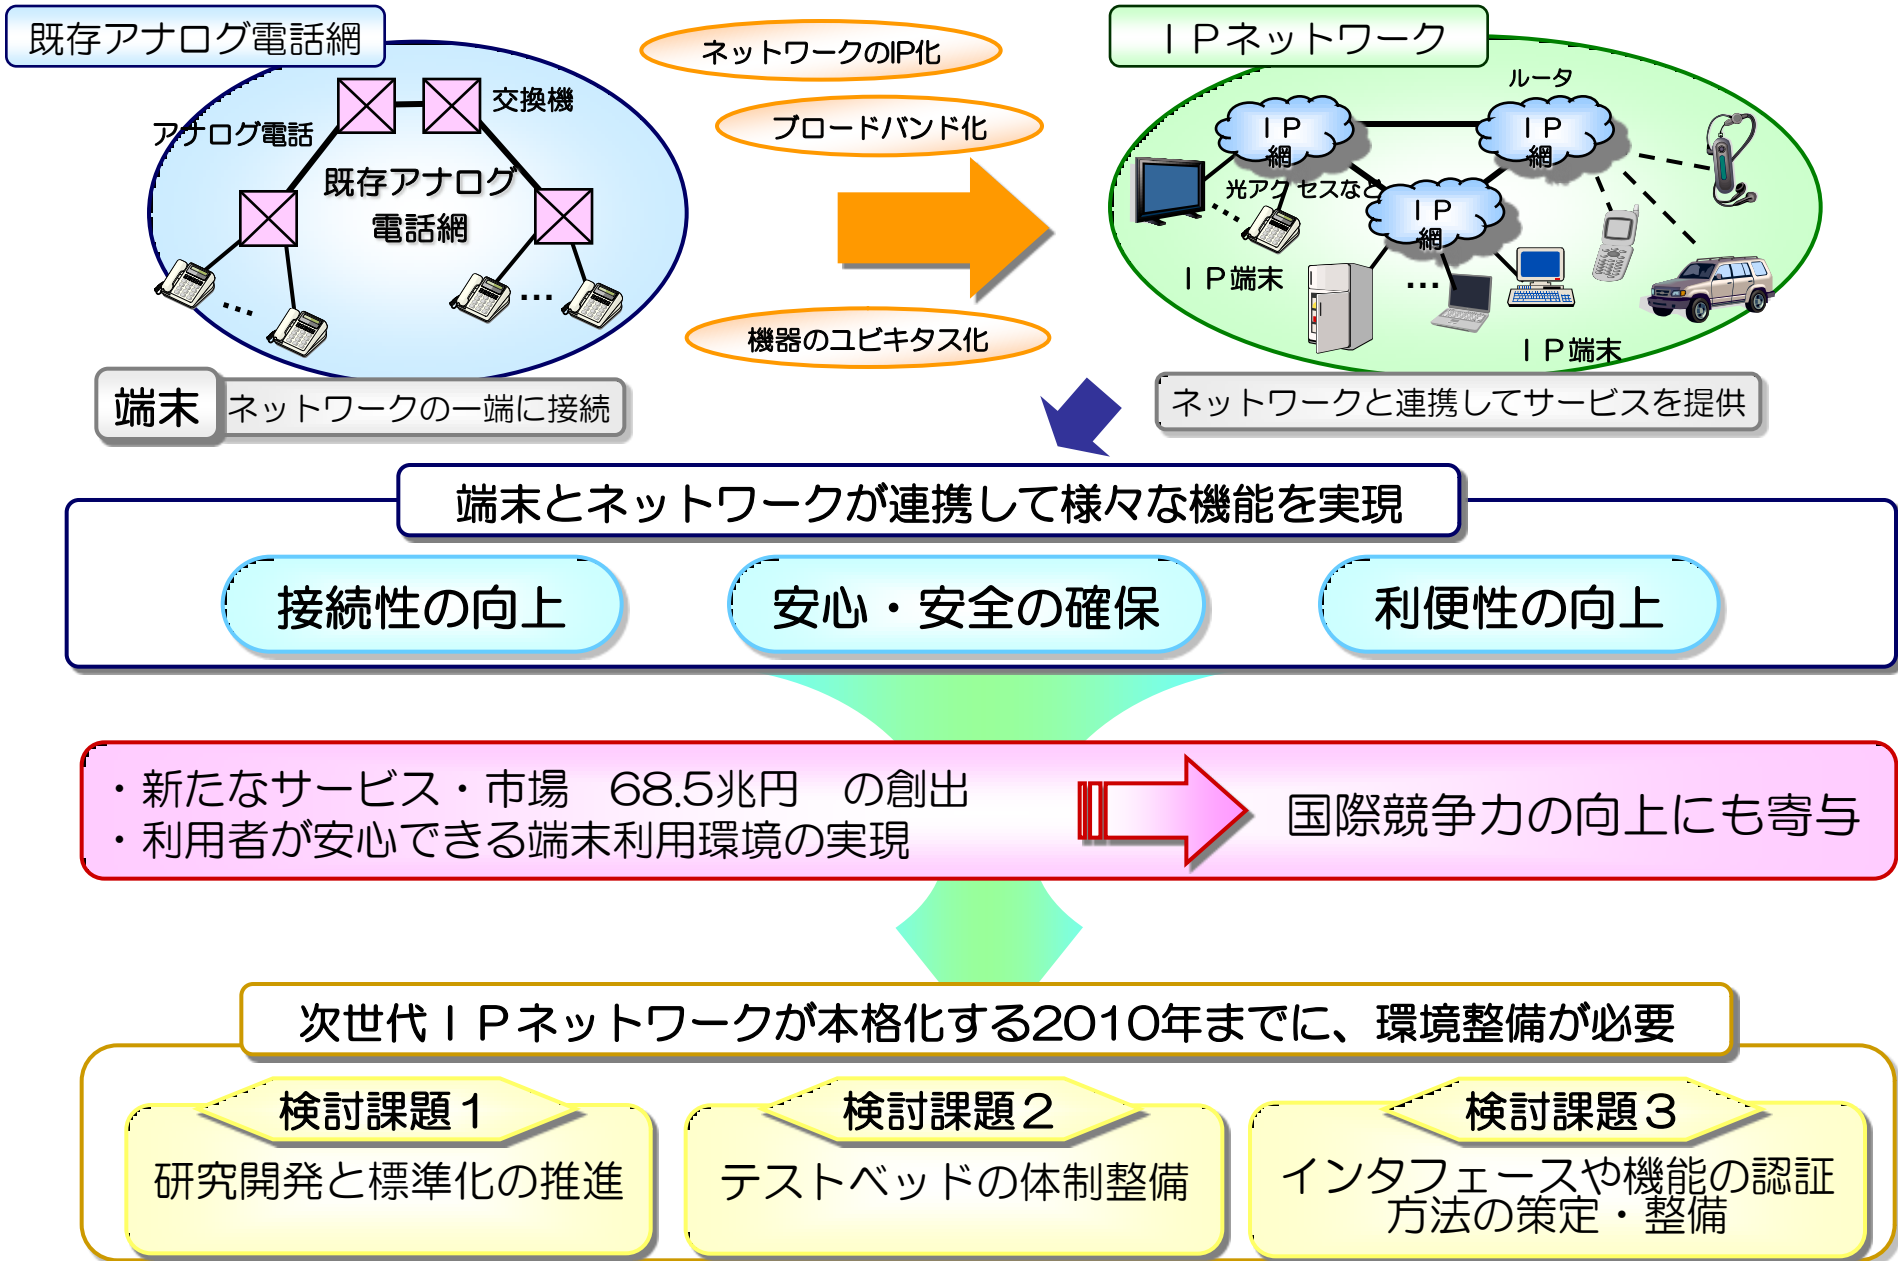 既存アナログ電話網
ネットワークのIP化
ＩＰネットワーク
ルータ
交換機
アナログ電話
ブロードバンド化
ＩＰ
網
ＩＰ
網
既存アナログ
電話網
光アクセスなど
ＩＰ
網
…
…
…
…
ＩＰ端末
機器のユビキタス化
ＩＰ端末
端末
ネットワークの一端に接続
ネットワークと連携してサービスを提供
端末とネットワークが連携して様々な機能を実現
接続性の向上
安心・安全の確保
利便性の向上
・新たなサービス・市場　68.5兆円　の創出
・利用者が安心できる端末利用環境の実現
国際競争力の向上にも寄与
次世代ＩＰネットワークが本格化する2010年までに、環境整備が必要
検討課題１
研究開発と標準化の推進
検討課題２
テストベッドの体制整備
検討課題３
インタフェースや機能の認証
方法の策定・整備